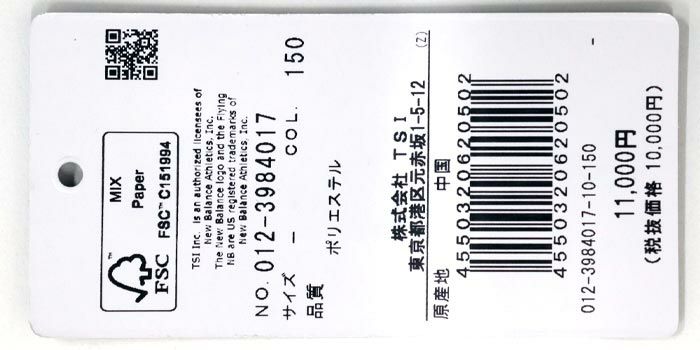 MIX
Paper
FSC™ C151994
FSC™
TSI Inc. is an authorized licensees of
New Balance Athletics, Inc.
The New Balance logo and the Flying
NB are US registered trademarks of
New Balance Athletics, Inc.
NO. 012-3984017
サイズ - COL. 150
品質
ポリエステル
株式会社 TSI
東京都港区元赤坂1-5-12 (Z)
原産地 中国
4550320620502
4550320620502
012-3984017-10-150
-
11,000円
(税抜価格 10,000円)